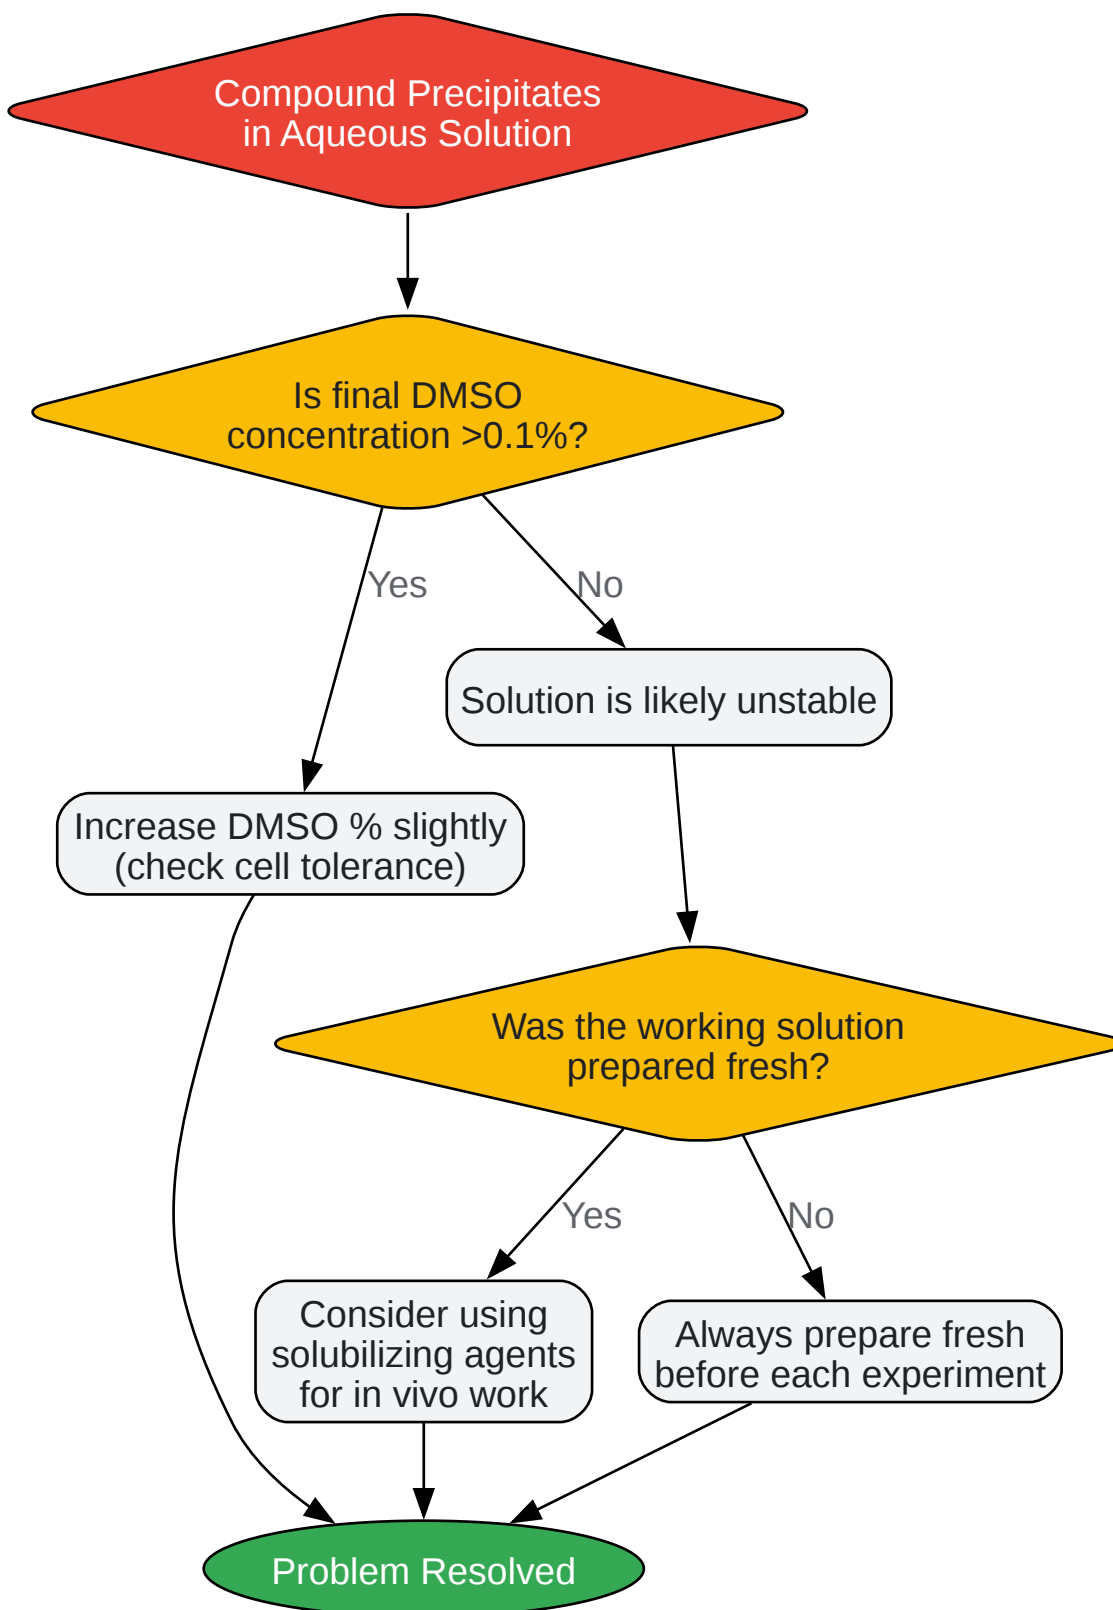 Compound Precipitates
in Aqueous Solution
Is final DMSO
concentration >0.1%?
Yes
No
Solution is likely unstable
Increase DMSO % slightly
(check cell tolerance)
Was the working solution
prepared fresh?
Yes
No
Consider using
solubilizing agents
for in vivo work
Always prepare fresh
before each experiment
Problem Resolved